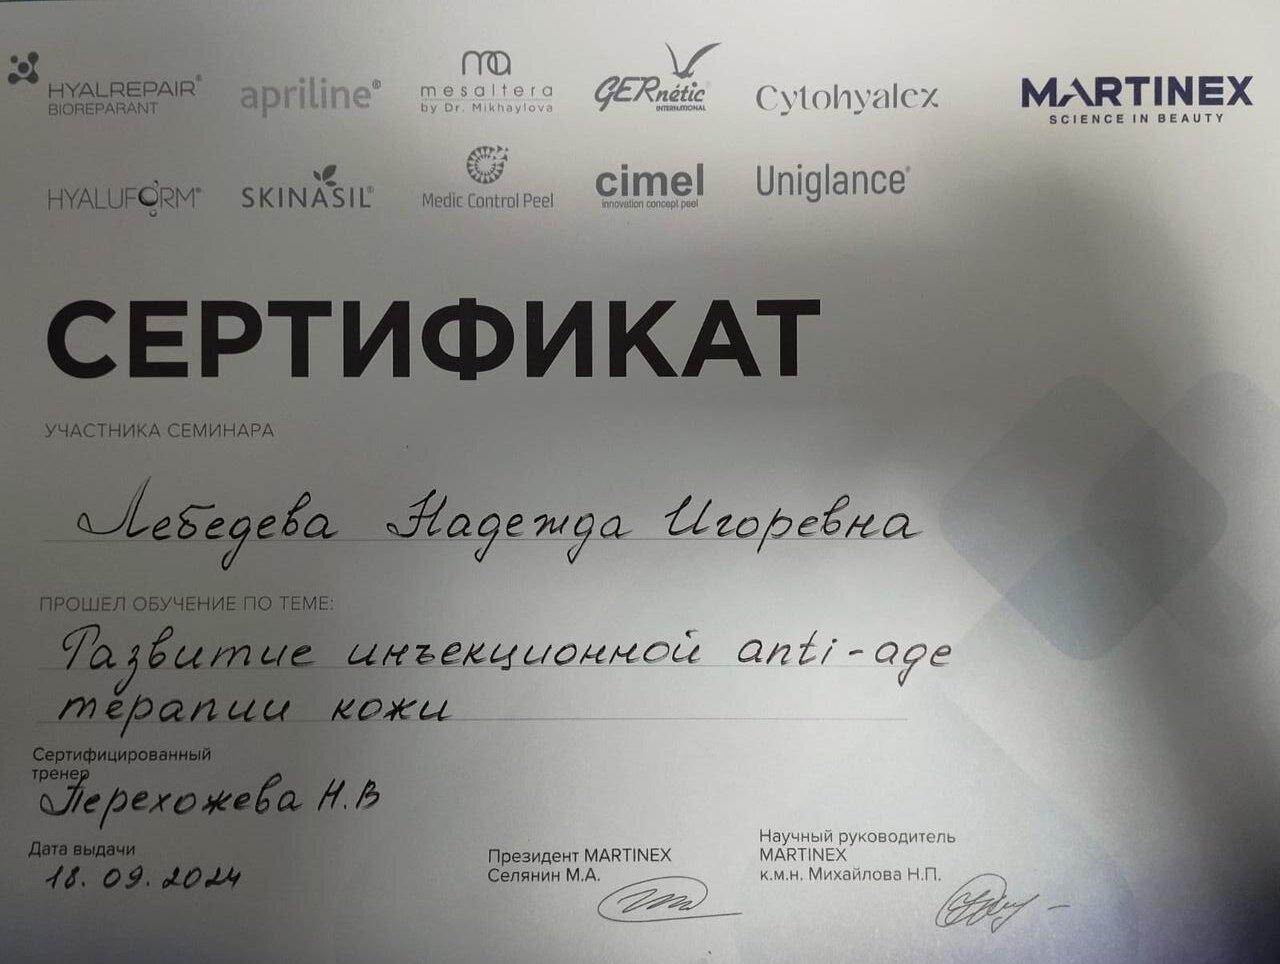 HYALREPAIR®
BIOREPARANT
apriline®
ma
mesaltera
by Dr. Mikhaylova
GERnétic
INTERNATIONAL
Cytohyalex
MARTINEX
SCIENCE IN BEAUTY
HYALUFORM®
SKINASIL®
Medic Control Peel
cimel
innovation concept peel
Uniglance®
СЕРТИФИКАТ
УЧАСТНИКА СЕМИНАРА
Лебедева Надежда Игоревна
ПРОШЕЛ ОБУЧЕНИЕ ПО ТЕМЕ:
Развитие инъекционной anti-age
терапии кожи
Сертифицированный
тренер
Перехожева Н.В
Дата выдачи
18.09.2024
Президент MARTINEX
Селянин М.А.
Научный руководитель
MARTINEX
к.м.н. Михайлова Н.П.